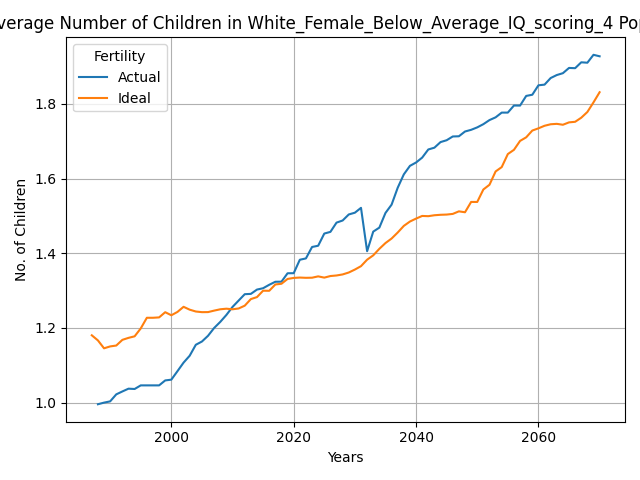 verage Number of Children in White_Female_Below_Average_IQ_scoring_4 Pop
Fertility
Actual
Ideal
1.8
1.6
1.4
1.2
1.0
No. of Children
2000 2020 2040 2060
Years